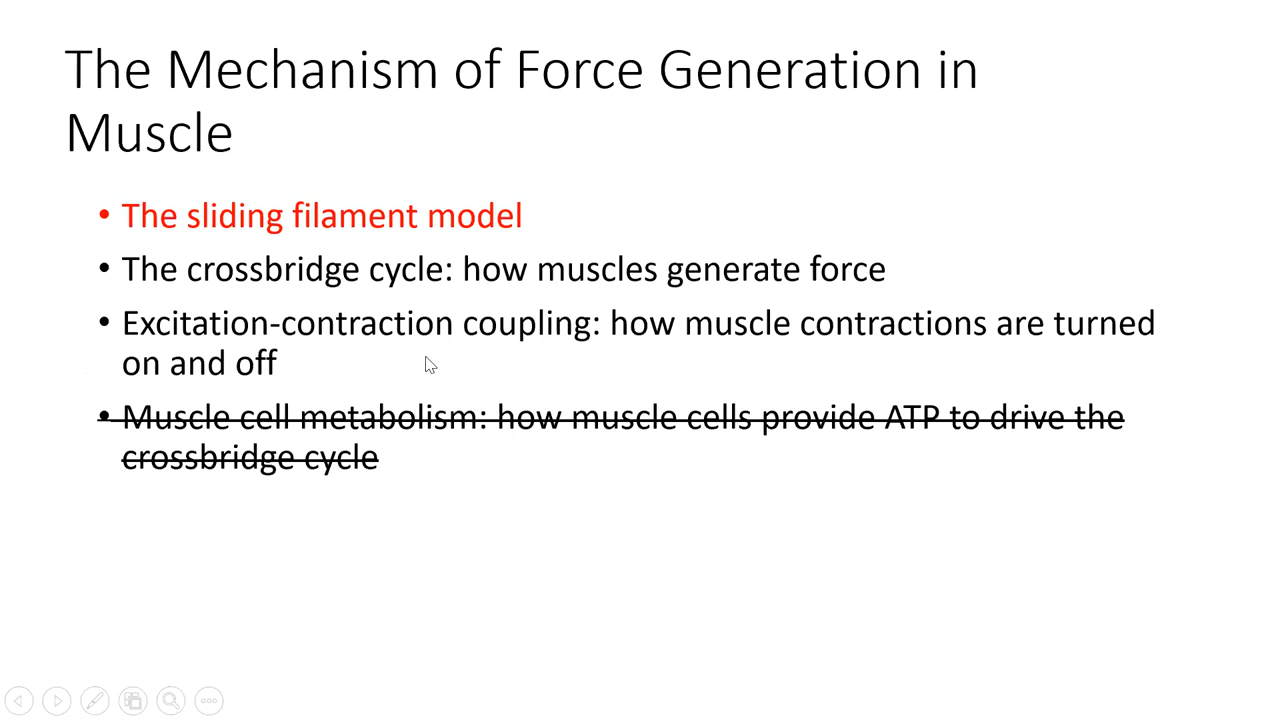 The Mechanism of Force Generation in
Muscle
• The sliding filament model
• The crossbridge cycle: how muscles generate force
• Excitation-contraction coupling: how muscle contractions are turned
on and off
• Muscle cell metabolism: how muscle cells provide ATP to drive the
crossbridge cycle